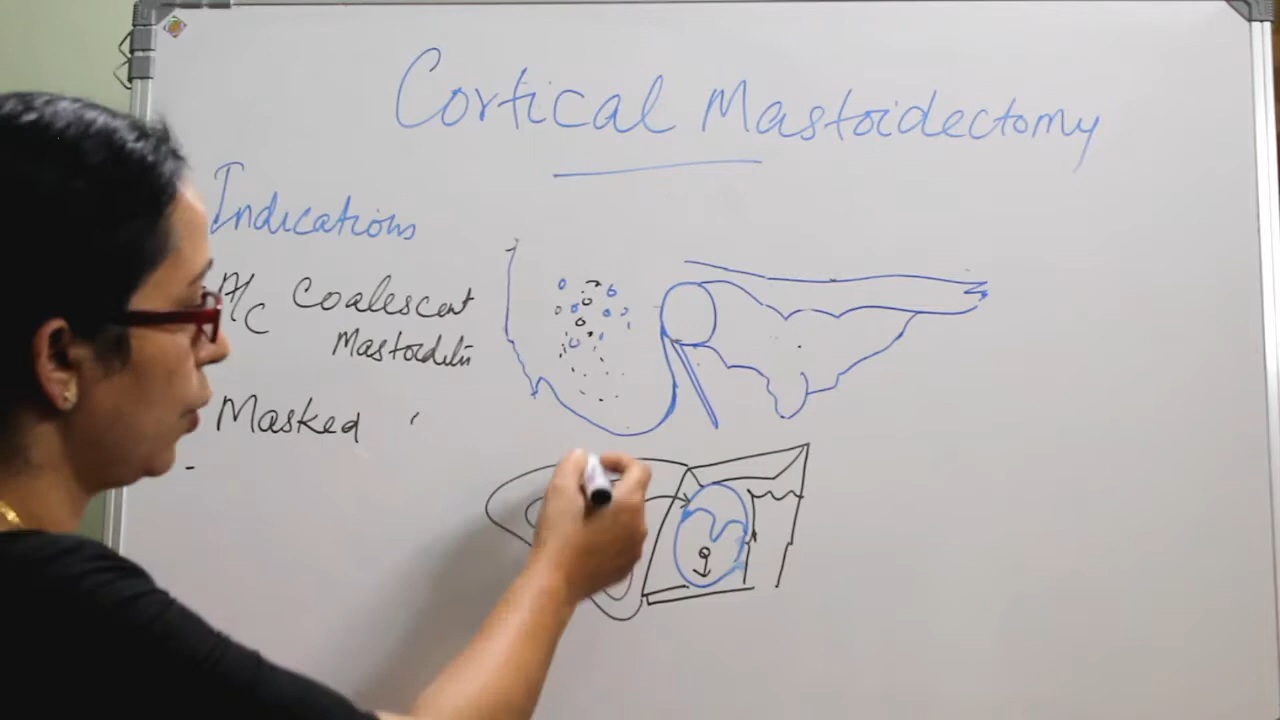 Cortical Mastoidectomy
Indications
A/C Coalescent
Mastoiditis
Masked "